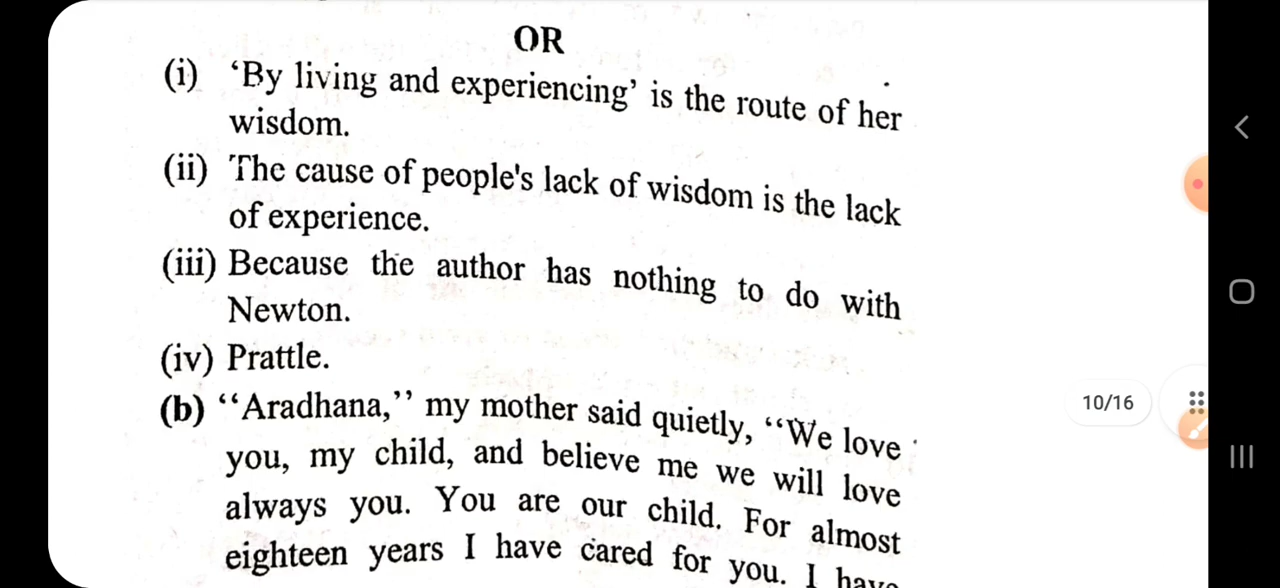 OR
(i) ‘By living and experiencing’ is the route of her
wisdom.
(ii) The cause of people's lack of wisdom is the lack
of experience.
(iii) Because the author has nothing to do with
Newton.
(iv) Prattle.
(b) ‘‘Aradhana,’’ my mother said quietly, ‘‘We love
you, my child, and believe me we will love
always you. You are our child. For almost
eighteen years I have cared for you. I have
10/16